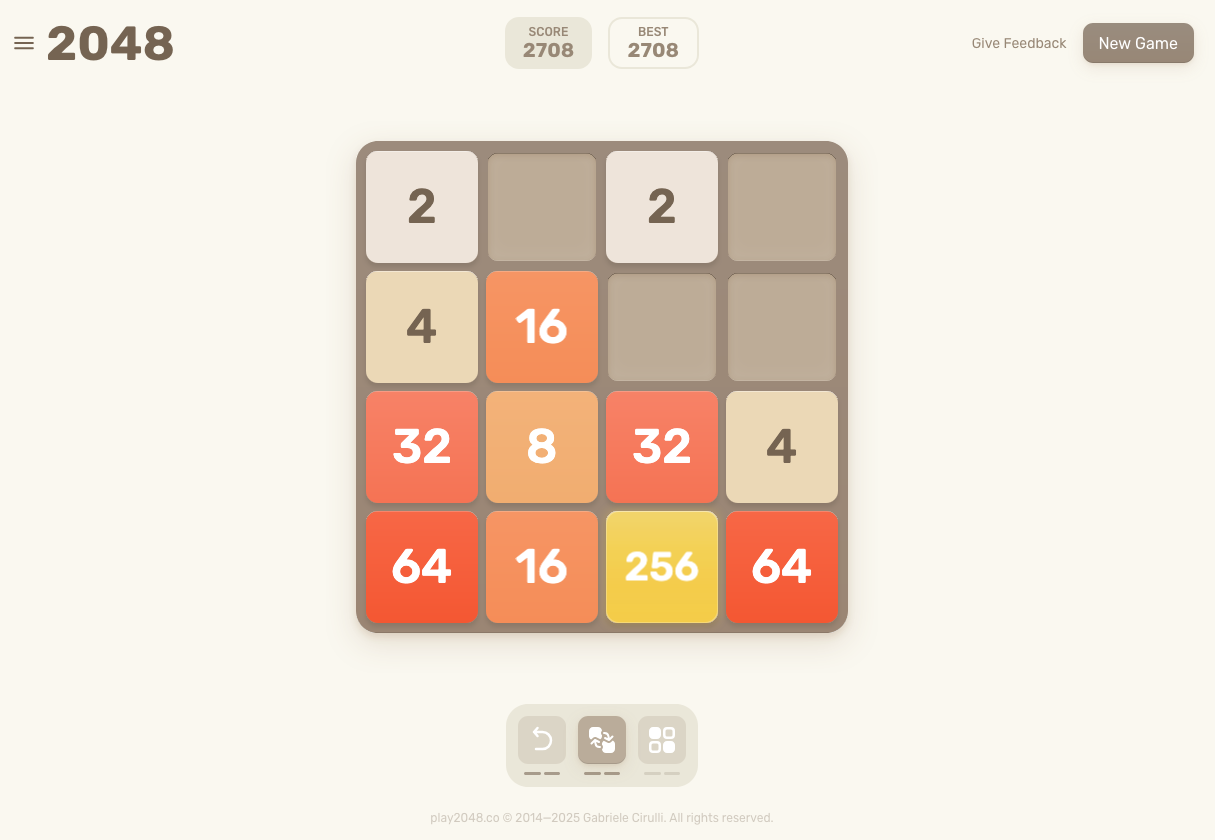 2048
SCORE
2708
BEST
2708
Give Feedback
New Game
2 2
4 16
32 8 32 4
64 16 256 64
play2048.co © 2014—2025 Gabriele Cirulli. All rights reserved.